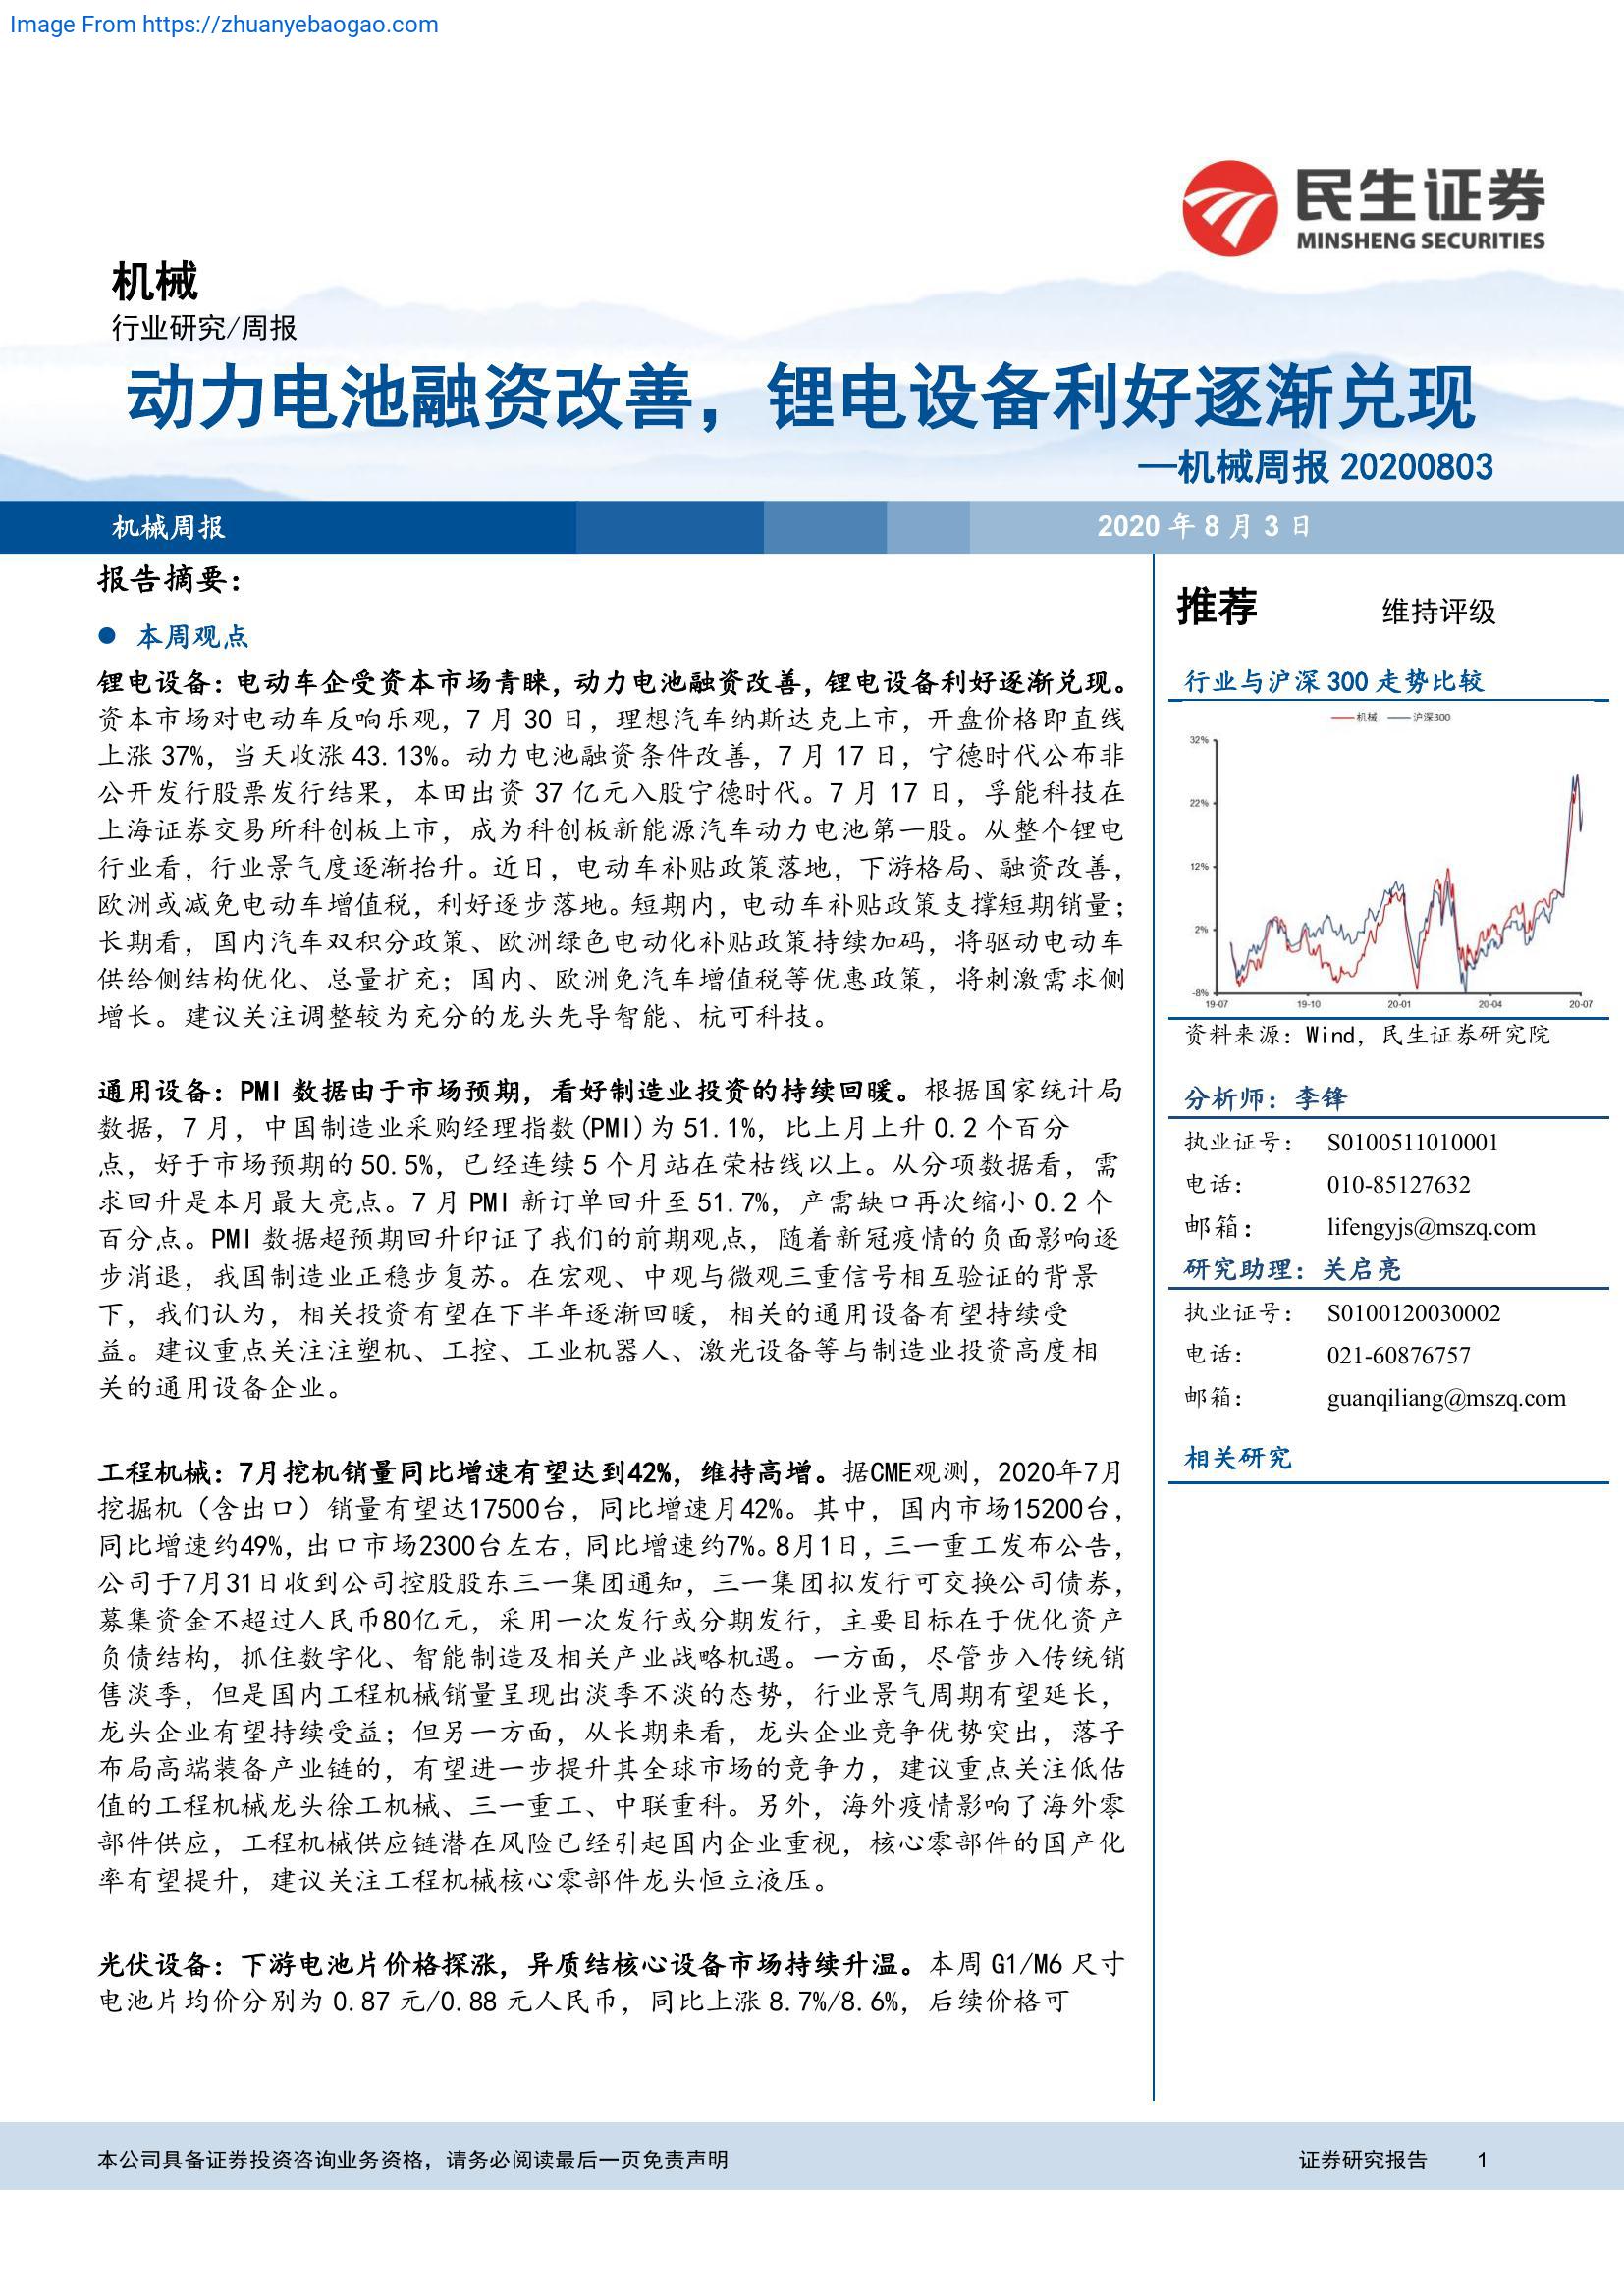 Image From https://zhuanyebaogao.com
民生证券
MINSHENG SECURITIES
机械
行业研究/周报
动力电池融资改善，锂电设备利好逐渐兑现
—机械周报 20200803
机械周报
2020 年 8 月 3 日
报告摘要：
● 本周观点
锂电设备：电动车企受资本市场青睐，动力电池融资改善，锂电设备利好逐渐兑现。
资本市场对电动车反响乐观，7 月 30 日，理想汽车纳斯达克上市，开盘价格即直线
上涨 37%，当天收涨 43.13%。动力电池融资条件改善，7 月 17 日，宁德时代公布非
公开发行股票发行结果，本田出资 37 亿元入股宁德时代。7 月 17 日，孚能科技在
上海证券交易所科创板上市，成为科创板新能源汽车动力电池第一股。从整个锂电
行业看，行业景气度逐渐抬升。近日，电动车补贴政策落地，下游格局、融资改善，
欧洲或减免电动车增值税，利好逐步落地。短期内，电动车补贴政策支撑短期销量；
长期看，国内汽车双积分政策、欧洲绿色电动化补贴政策持续加码，将驱动电动车
供给侧结构优化、总量扩充；国内、欧洲免汽车增值税等优惠政策，将刺激需求侧
增长。建议关注调整较为充分的龙头先导智能、杭可科技。
通用设备：PMI 数据由于市场预期，看好制造业投资的持续回暖。根据国家统计局
数据，7 月，中国制造业采购经理指数(PMI)为 51.1%，比上月上升 0.2 个百分
点，好于市场预期的 50.5%，已经连续 5 个月站在荣枯线以上。从分项数据看，需
求回升是本月最大亮点。7 月 PMI 新订单回升至 51.7%，产需缺口再次缩小 0.2 个
百分点。PMI 数据超预期回升印证了我们的前期观点，随着新冠疫情的负面影响逐
步消退，我国制造业正稳步复苏。在宏观、中观与微观三重信号相互验证的背景
下，我们认为，相关投资有望在下半年逐渐回暖，相关的通用设备有望持续受
益。建议重点关注注塑机、工控、工业机器人、激光设备等与制造业投资高度相
关的通用设备企业。
工程机械：7月挖机销量同比增速有望达到42%，维持高增。据CME观测，2020年7月
挖掘机（含出口）销量有望达17500台，同比增速月42%。其中，国内市场15200台，
同比增速约49%，出口市场2300台左右，同比增速约7%。8月1日，三一重工发布公告，
公司于7月31日收到公司控股股东三一集团通知，三一集团拟发行可交换公司债券，
募集资金不超过人民币80亿元，采用一次发行或分期发行，主要目标在于优化资产
负债结构，抓住数字化、智能制造及相关产业战略机遇。一方面，尽管步入传统销
售淡季，但是国内工程机械销量呈现出淡季不淡的态势，行业景气周期有望延长，
龙头企业有望持续受益；但另一方面，从长期来看，龙头企业竞争优势突出，落子
布局高端装备产业链的，有望进一步提升其全球市场的竞争力，建议重点关注低估
值的工程机械龙头徐工机械、三一重工、中联重科。另外，海外疫情影响了海外零
部件供应，工程机械供应链潜在风险已经引起国内企业重视，核心零部件的国产化
率有望提升，建议关注工程机械核心零部件龙头恒立液压。
光伏设备：下游电池片价格探涨，异质结核心设备市场持续升温。本周 G1/M6 尺寸
电池片均价分别为 0.87 元/0.88 元人民币，同比上涨 8.7%/8.6%，后续价格可
推荐 维持评级
行业与沪深 300 走势比较
机械 沪深300
32%
22%
12%
2%
-8%
19-07 19-10 20-01 20-04 20-07
资料来源：Wind，民生证券研究院
分析师：李锋
执业证号： S0100511010001
电话： 010-85127632
邮箱： lifengyjs@mszq.com
研究助理：关启亮
执业证号： S0100120030002
电话： 021-60876757
邮箱： guanqiliang@mszq.com
相关研究
本公司具备证券投资咨询业务资格，请务必阅读最后一页免责声明
证券研究报告 1